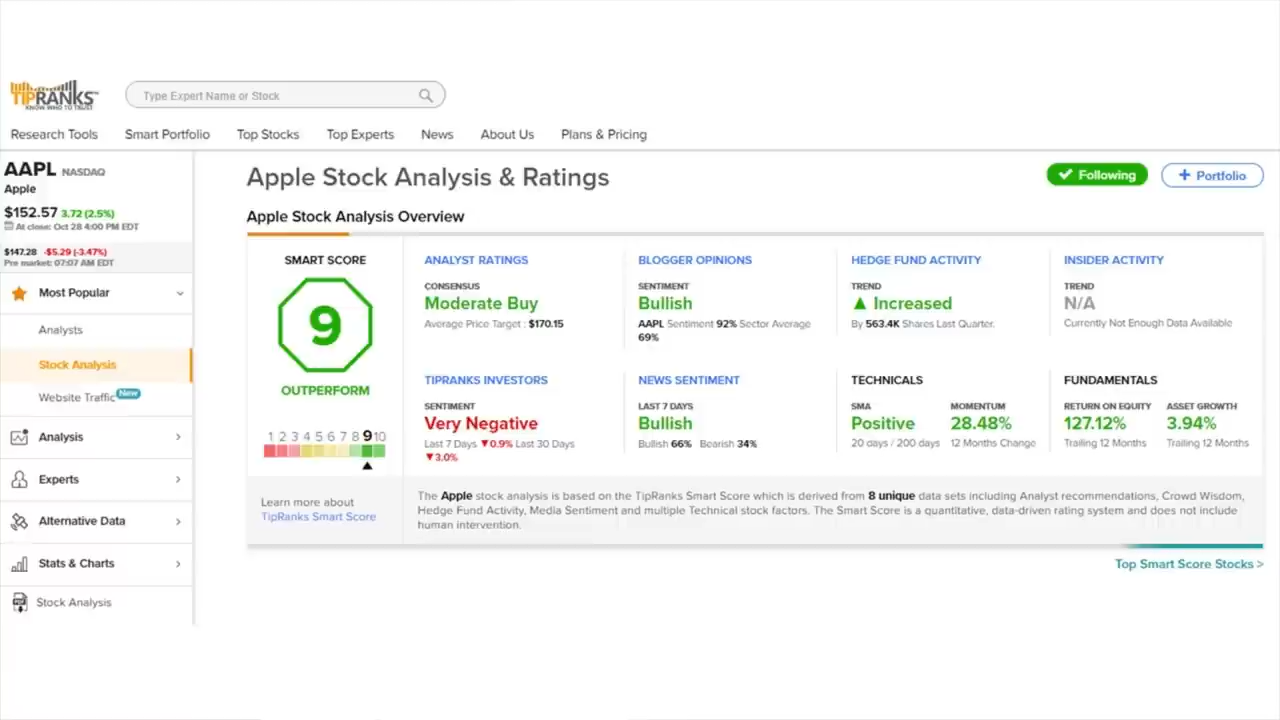 TIPRANKS™
KNOW WHO TO TRUST
Type Expert Name or Stock
Research Tools Smart Portfolio Top Stocks Top Experts News About Us Plans & Pricing
AAPL NASDAQ
Apple
$152.57 3.72 (2.5%)
At close: Oct 28 4:00 PM EDT
$147.28 -$5.29 (-3.47%)
Pre market: 07:07 AM EDT
Most Popular
Analysts
Stock Analysis
Website Traffic New
Analysis
Experts
Alternative Data
Stats & Charts
Stock Analysis
Apple Stock Analysis & Ratings
Following
+ Portfolio
Apple Stock Analysis Overview
SMART SCORE
9
OUTPERFORM
1 2 3 4 5 6 7 8 9 10
Learn more about
TipRanks Smart Score
ANALYST RATINGS
CONSENSUS
Moderate Buy
Average Price Target : $170.15
BLOGGER OPINIONS
SENTIMENT
Bullish
AAPL Sentiment 92% Sector Average
69%
HEDGE FUND ACTIVITY
TREND
▲ Increased
By 563.4K Shares Last Quarter.
INSIDER ACTIVITY
TREND
N/A
Currently Not Enough Data Available
TIPRANKS INVESTORS
SENTIMENT
Very Negative
Last 7 Days ▼0.9% Last 30 Days
▼3.0%
NEWS SENTIMENT
LAST 7 DAYS
Bullish
Bullish 66% Bearish 34%
TECHNICALS
SMA MOMENTUM
Positive 28.48%
20 days / 200 days 12 Months Change
FUNDAMENTALS
RETURN ON EQUITY ASSET GROWTH
127.12% 3.94%
Trailing 12 Months Trailing 12 Months
The Apple stock analysis is based on the TipRanks Smart Score which is derived from 8 unique data sets including Analyst recommendations, Crowd Wisdom,
Hedge Fund Activity, Media Sentiment and multiple Technical stock factors. The Smart Score is a quantitative, data-driven rating system and does not include
human intervention.
Top Smart Score Stocks >